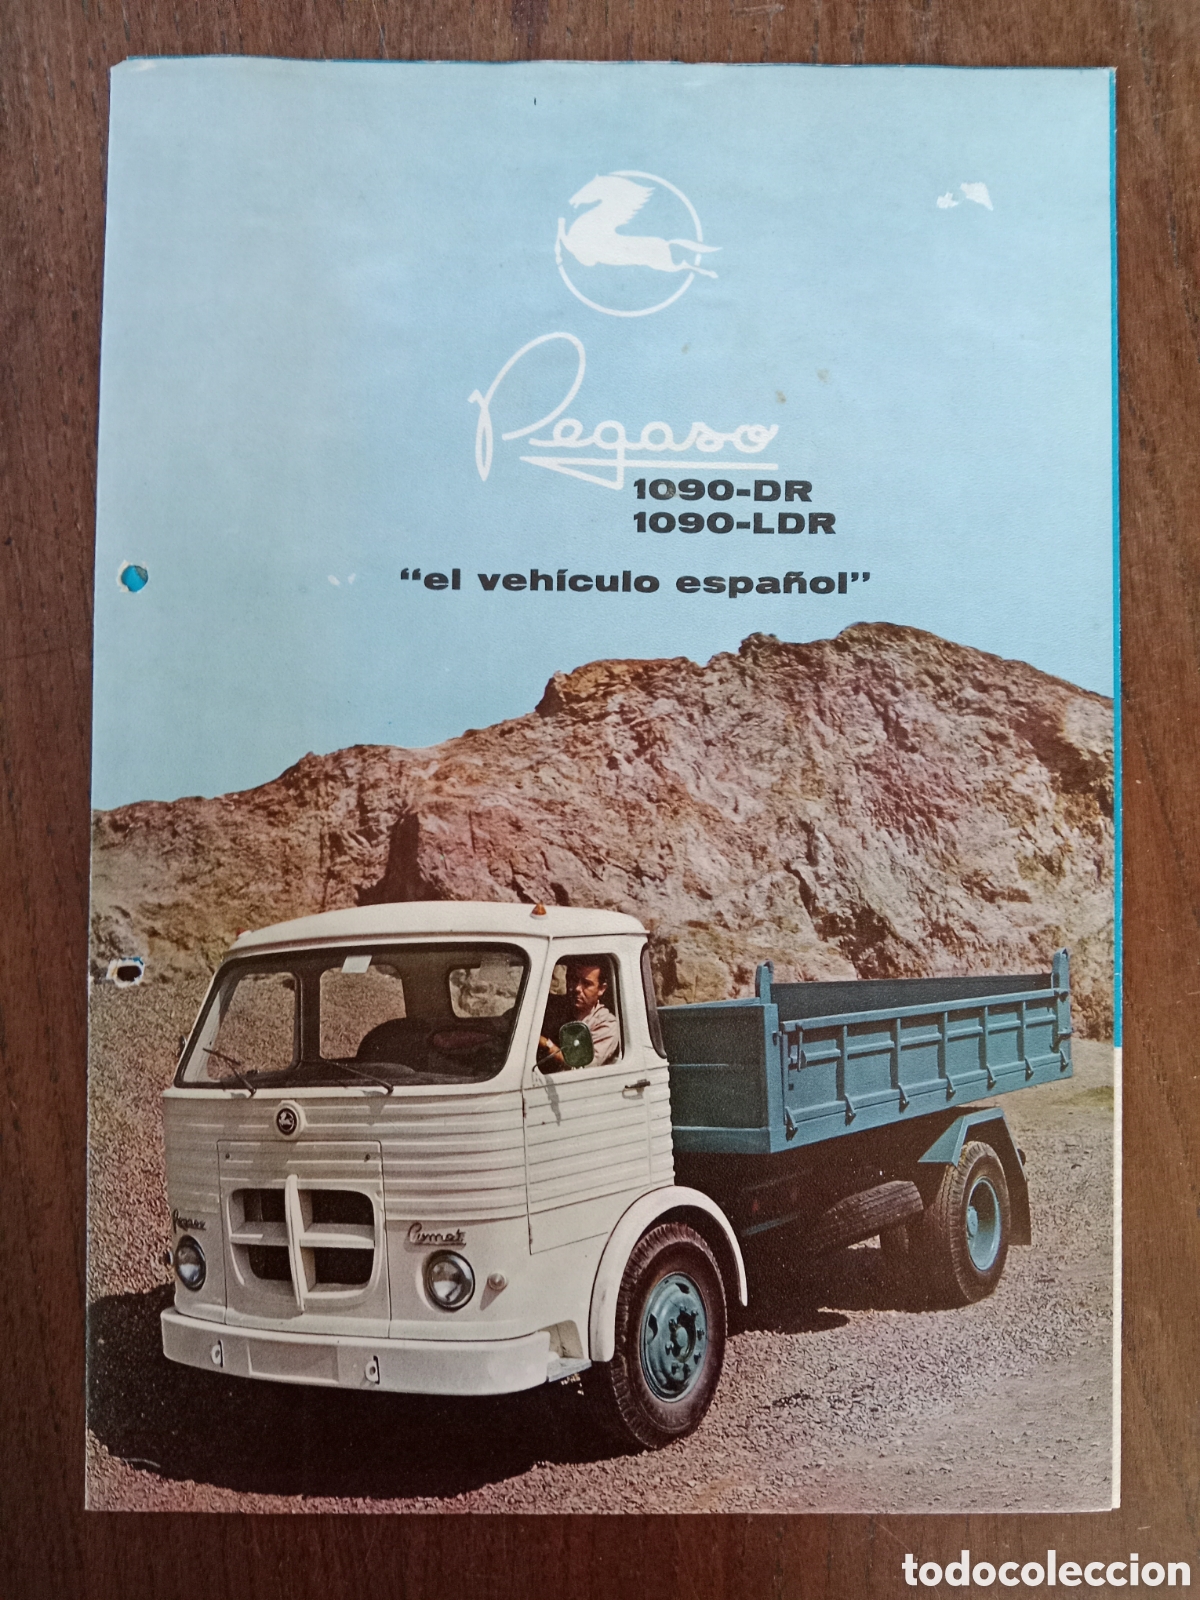 Pegaso
1090-DR
1090-LDR
“el vehículo español”
Pegaso
Comet
todocoleccion